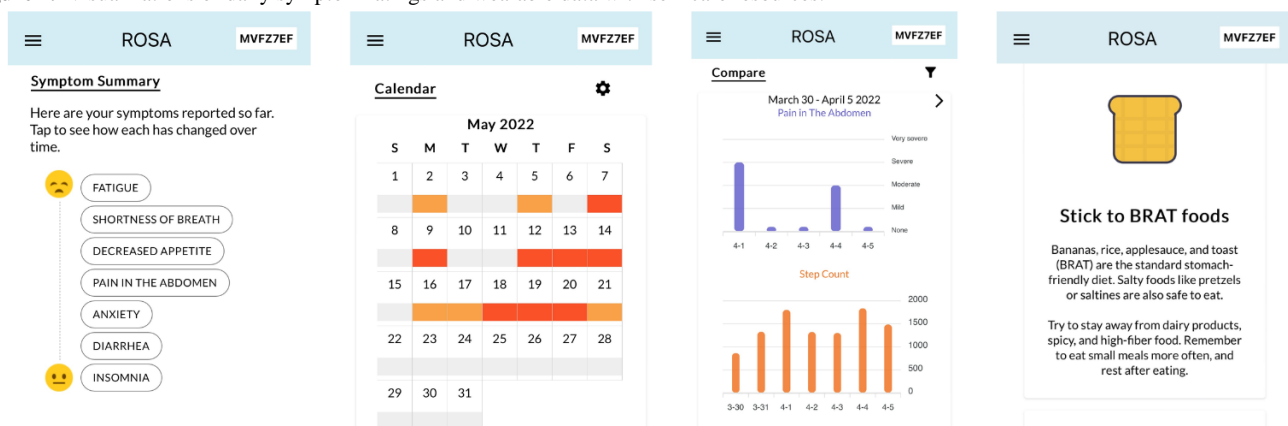 ROSA MVFZ7EF
Symptom Summary
Here are your symptoms reported so far.
Tap to see how each has changed over
time.
FATIGUE
SHORTNESS OF BREATH
DECREASED APPETITE
PAIN IN THE ABDOMEN
ANXIETY
DIARRHEA
INSOMNIA
ROSA MVFZ7EF
Calendar
May 2022
S M T W T F S
1 2 3 4 5 6 7
8 9 10 11 12 13 14
15 16 17 18 19 20 21
22 23 24 25 26 27 28
29 30 31
ROSA MVFZ7EF
Compare
March 30 - April 5 2022
Pain in The Abdomen
Very severe
Severe
Moderate
Mild
None
4-1 4-2 4-3 4-4 4-5
Step Count
2000
1500
1000
500
0
3-30 3-31 4-1 4-2 4-3 4-4 4-5
ROSA MVFZ7EF
Stick to BRAT foods
Bananas, rice, applesauce, and toast
(BRAT) are the standard stomach-
friendly diet. Salty foods like pretzels
or saltines are also safe to eat.
Try to stay away from dairy products,
spicy, and high-fiber food. Remember
to eat small meals more often, and
rest after eating.